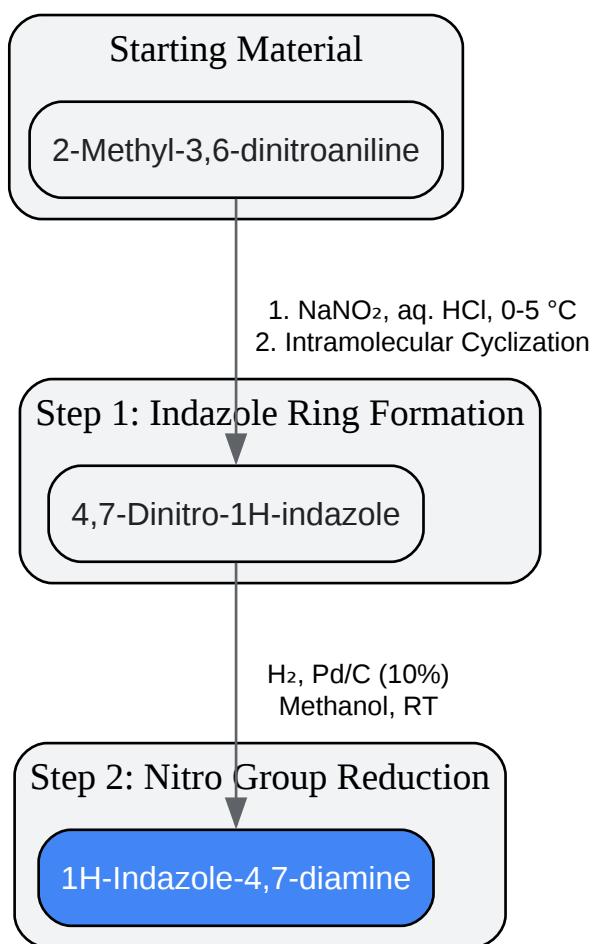 Starting Material
2-Methyl-3,6-dinitroaniline
1. NaNO₂, aq. HCl, 0-5 °C
2. Intramolecular Cyclization
Step 1: Indazole Ring Formation
4,7-Dinitro-1H-indazole
H₂, Pd/C (10%)
Methanol, RT
Step 2: Nitro Group Reduction
1H-Indazole-4,7-diamine